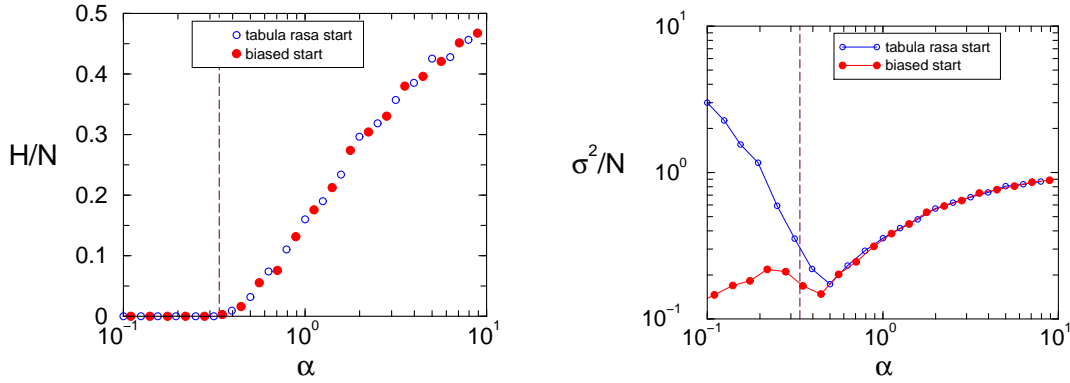 0.5
0.4
0.3
0.2
0.1
0
H/N
tabula rasa start
biased start
10^-1
10^0
10^1
α
10^1
10^0
10^-1
σ^2/N
tabula rasa start
biased start
10^-1
10^0
10^1
α